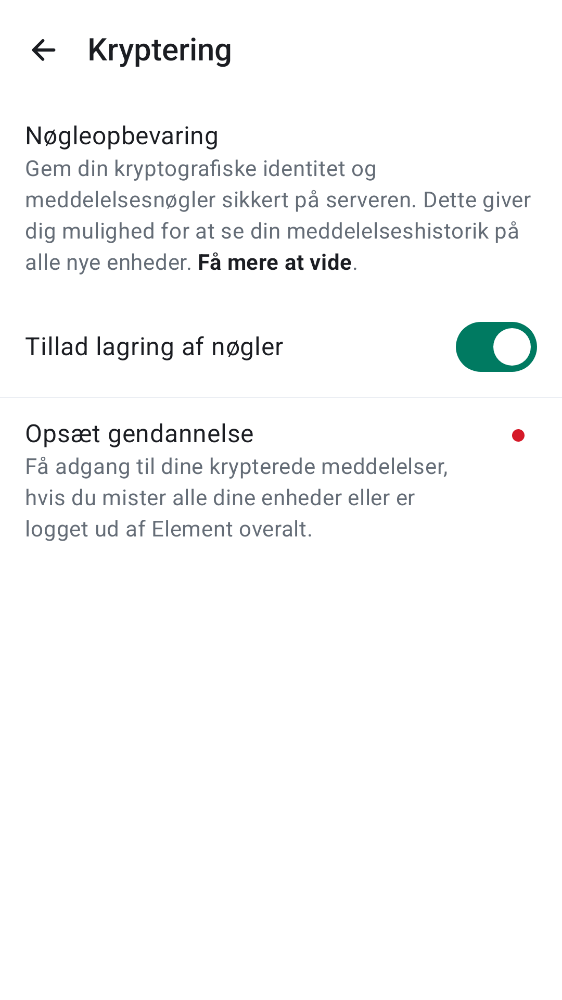 Kryptering
Nøgleopbevaring
Gem din kryptografiske identitet og
meddelelsesnøgler sikkert på serveren. Dette giver
dig mulighed for at se din meddelelseshistorik på
alle nye enheder. Få mere at vide.
Tillad lagring af nøgler
Opsæt gendannelse
Få adgang til dine krypterede meddelelser,
hvis du mister alle dine enheder eller er
logget ud af Element overalt.